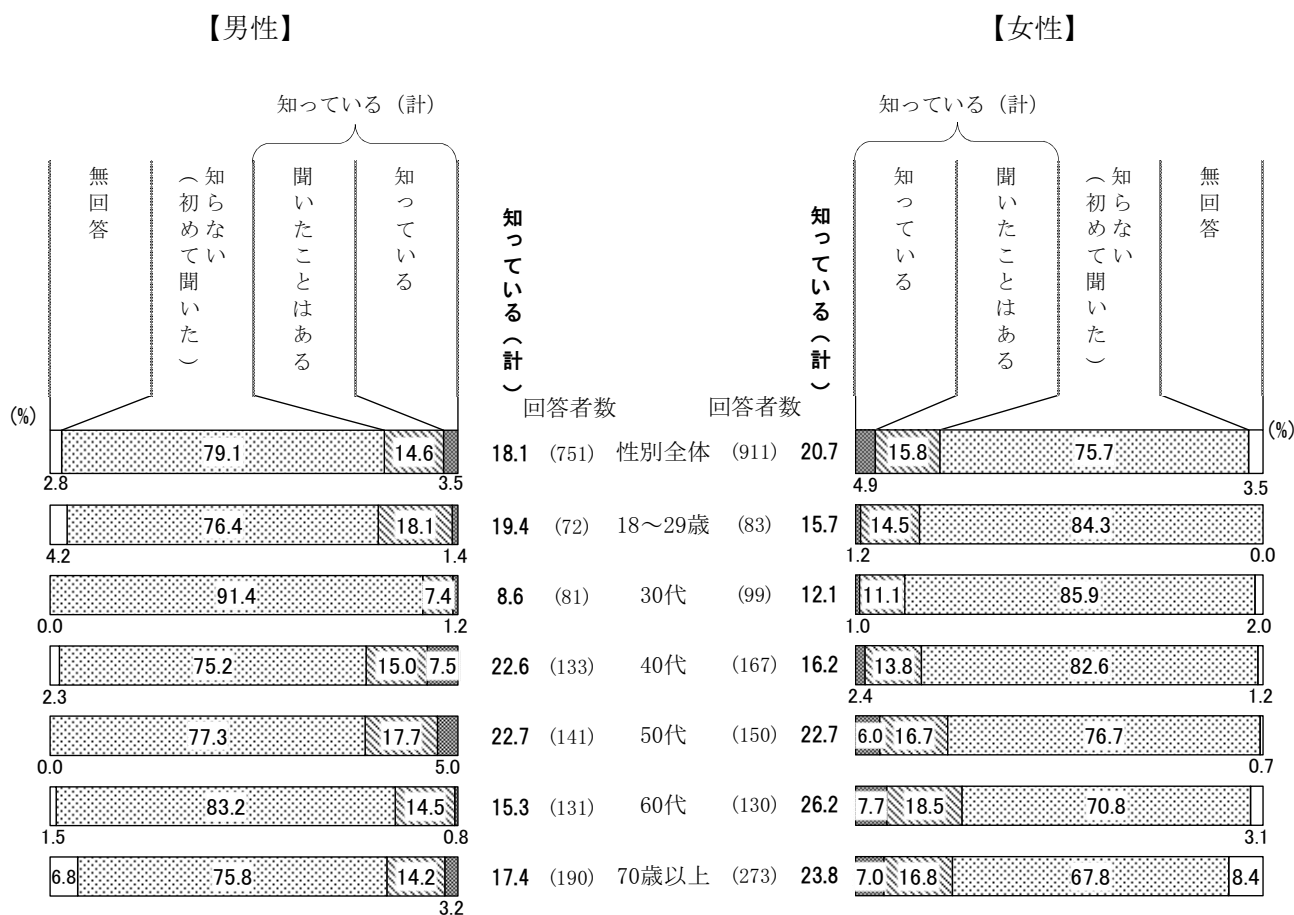 【男性】 【女性】
知っている（計） 知っている（計）
無回答
知らない
（初めて聞いた）
聞いたことはある
知っている
知っている（計）
知っている（計）
知っている
聞いたことはある
知らない
（初めて聞いた）
無回答
回答者数 回答者数
(%) (%)
79.1 14.6 18.1 (751) 性別全体 (911) 20.7 15.8 75.7
2.8 3.5 4.9 3.5
76.4 18.1 19.4 (72) 18～29歳 (83) 15.7 14.5 84.3
4.2 1.4 1.2 0.0
91.4 7.4 8.6 (81) 30代 (99) 12.1 11.1 85.9
0.0 1.2 1.0 2.0
75.2 15.0 7.5 22.6 (133) 40代 (167) 16.2 13.8 82.6
2.3 2.4 1.2
77.3 17.7 22.7 (141) 50代 (150) 22.7 6.0 16.7 76.7
0.0 5.0 0.7
83.2 14.5 15.3 (131) 60代 (130) 26.2 7.7 18.5 70.8
1.5 0.8 3.1
6.8 75.8 14.2 17.4 (190) 70歳以上 (273) 23.8 7.0 16.8 67.8 8.4
3.2